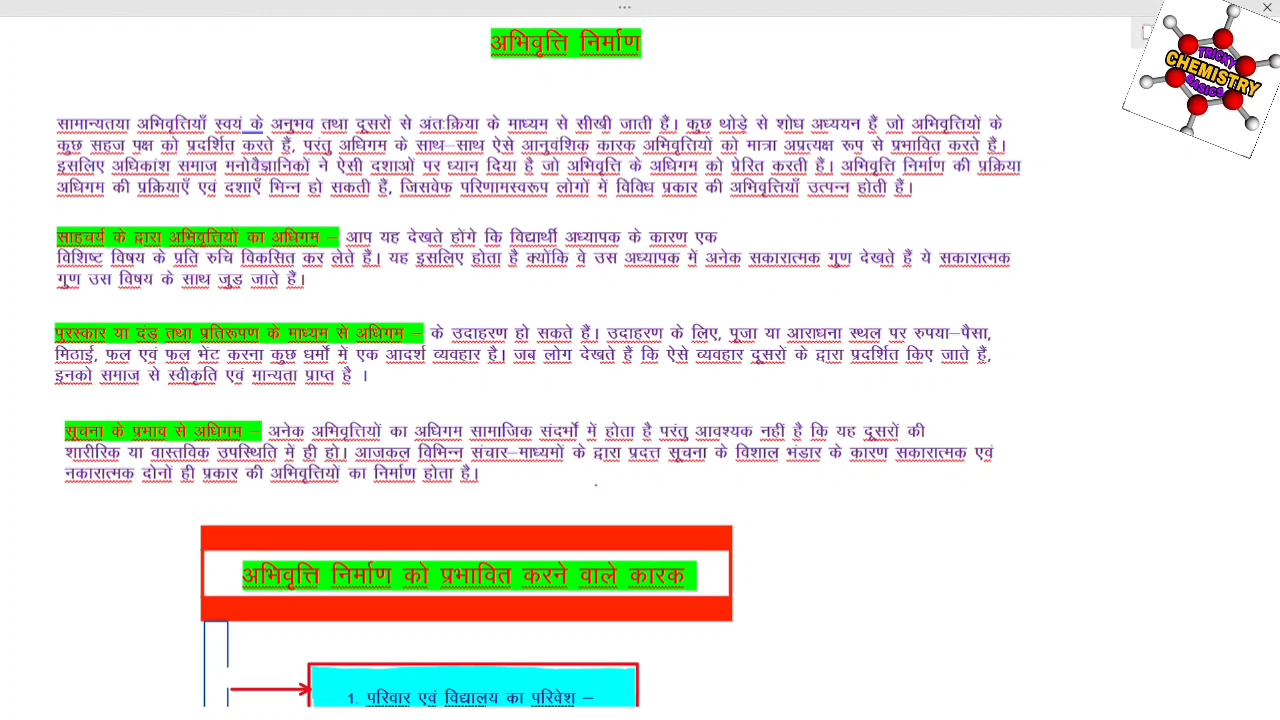 अभिवृत्ति निर्माण
TRICKY
CHEMISTRY
BASICS
सामान्यतया अभिवृत्तियाँ स्वयं के अनुभव तथा दूसरों से अंतःक्रिया के माध्यम से सीखी जाती हैं। कुछ थोड़े से शोध अध्ययन हैं जो अभिवृत्तियों के
कुछ सहज पक्ष को प्रदर्शित करते हैं, परंतु अधिगम के साथ–साथ ऐसे आनुवंशिक कारक अभिवृत्तियों को मात्रा अप्रत्यक्ष रूप से प्रभावित करते हैं।
इसलिए अधिकांश समाज मनोवैज्ञानिकों ने ऐसी दशाओं पर ध्यान दिया है जो अभिवृत्ति के अधिगम को प्रेरित करती हैं। अभिवृत्ति निर्माण की प्रक्रिया
अधिगम की प्रक्रियाएँ एवं दशाएँ भिन्न हो सकती हैं, जिसवेफ परिणामस्वरूप लोगों में विविध प्रकार की अभिवृत्तियाँ उत्पन्न होती हैं।
साहचर्य के द्वारा अभिवृत्तियों का अधिगम – आप यह देखते होंगे कि विद्यार्थी अध्यापक के कारण एक
विशिष्ट विषय के प्रति रुचि विकसित कर लेते हैं। यह इसलिए होता है क्योंकि वे उस अध्यापक में अनेक सकारात्मक गुण देखते हैं ये सकारात्मक
गुण उस विषय के साथ जुड़ जाते हैं।
पुरस्कार या दंड तथा प्रतिरूपण के माध्यम से अधिगम – के उदाहरण हो सकते हैं। उदाहरण के लिए, पूजा या आराधना स्थल पर रुपया–पैसा,
मिठाई, फल एवं फल भेंट करना कुछ धर्मों में एक आदर्श व्यवहार है। जब लोग देखते हैं कि ऐसे व्यवहार दूसरों के द्वारा प्रदर्शित किए जाते हैं,
इनको समाज से स्वीकृति एवं मान्यता प्राप्त है ।
सूचना के प्रभाव से अधिगम – अनेक अभिवृत्तियों का अधिगम सामाजिक संदर्भों में होता है परंतु आवश्यक नहीं है कि यह दूसरों की
शारीरिक या वास्तविक उपस्थिति में ही हो। आजकल विभिन्न संचार–माध्यमों के द्वारा प्रदत्त सूचना के विशाल भंडार के कारण सकारात्मक एवं
नकारात्मक दोनों ही प्रकार की अभिवृत्तियों का निर्माण होता है।
अभिवृत्ति निर्माण को प्रभावित करने वाले कारक
1. परिवार एवं विद्यालय का परिवेश –